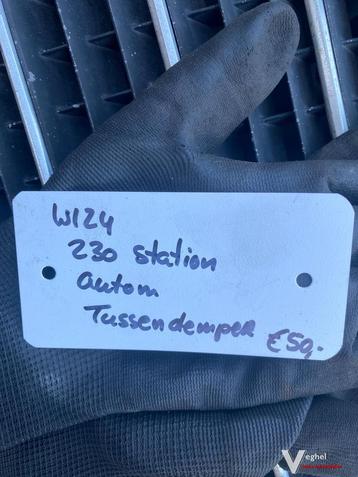 W124
230 station
autom
Tussendemper
€50,-
Veghel